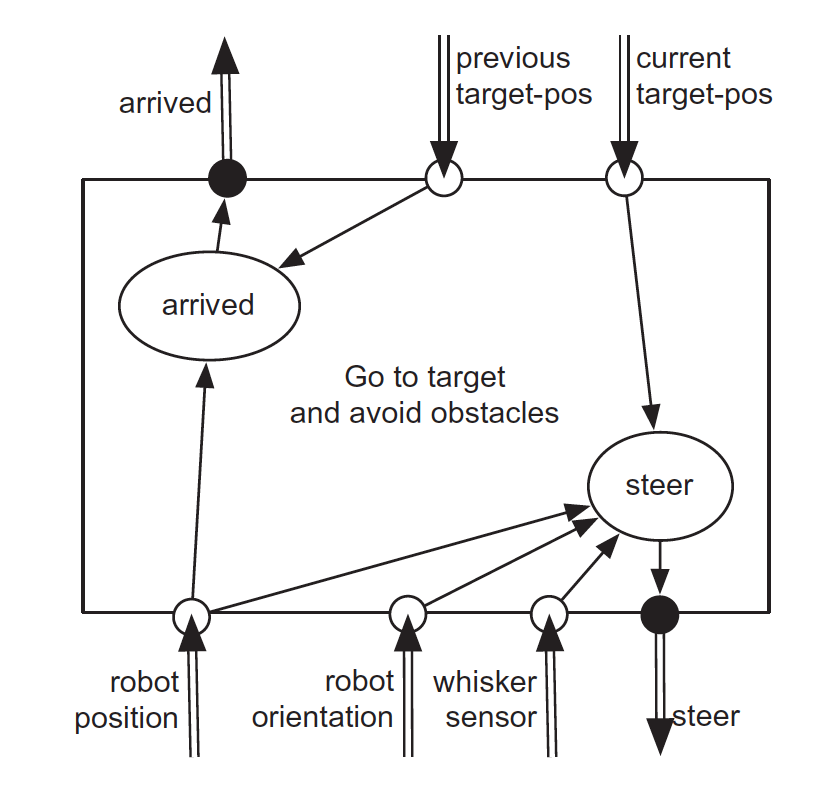 arrived
previous
target-pos
current
target-pos
arrived
Go to target
and avoid obstacles
steer
robot
position
robot
orientation
whisker
sensor
steer